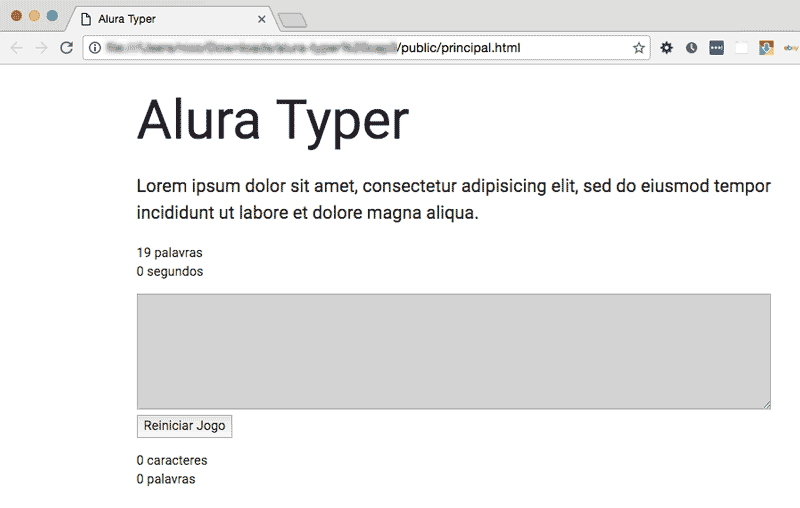 Alura Typer
/public/principal.html
ebay
Alura Typer
Lorem ipsum dolor sit amet, consectetur adipisicing elit, sed do eiusmod tempor
incididunt ut labore et dolore magna aliqua.
19 palavras
0 segundos
Reiniciar Jogo
0 caracteres
0 palavras